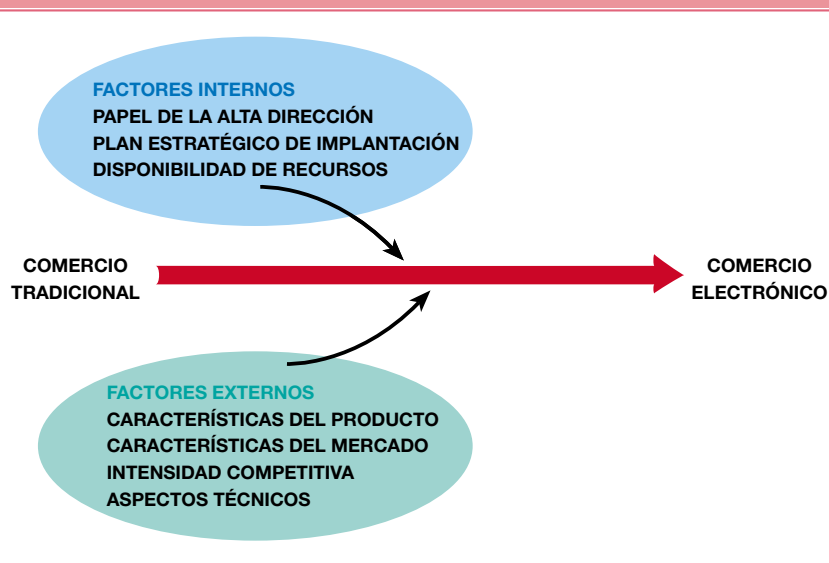 FACTORES INTERNOS
PAPEL DE LA ALTA DIRECCIÓN
PLAN ESTRATÉGICO DE IMPLANTACIÓN
DISPONIBILIDAD DE RECURSOS
COMERCIO
TRADICIONAL
COMERCIO
ELECTRÓNICO
FACTORES EXTERNOS
CARACTERÍSTICAS DEL PRODUCTO
CARACTERÍSTICAS DEL MERCADO
INTENSIDAD COMPETITIVA
ASPECTOS TÉCNICOS